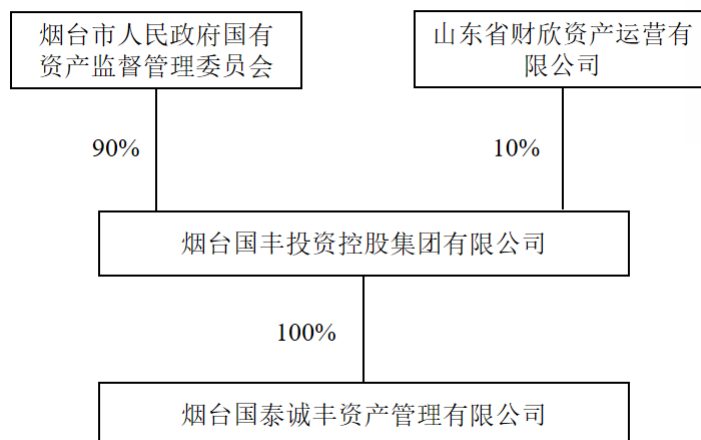 烟台市人民政府国有
资产监督管理委员会
山东省财欣资产运营有
限公司
90%
10%
烟台国丰投资控股集团有限公司
100%
烟台国泰诚丰资产管理有限公司